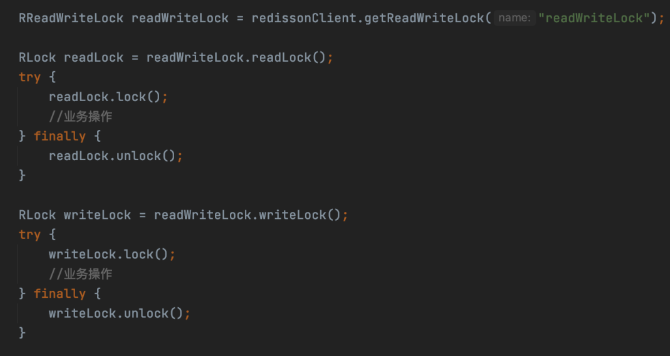 RReadWriteLock readWriteLock = redissonClient.getReadWriteLock( name: "readWriteLock");
RLock readLock = readWriteLock.readLock();
try {
readLock.lock();
//业务操作
} finally {
readLock.unlock();
}
RLock writeLock = readWriteLock.writeLock();
try {
writeLock.lock();
//业务操作
} finally {
writeLock.unlock();
}